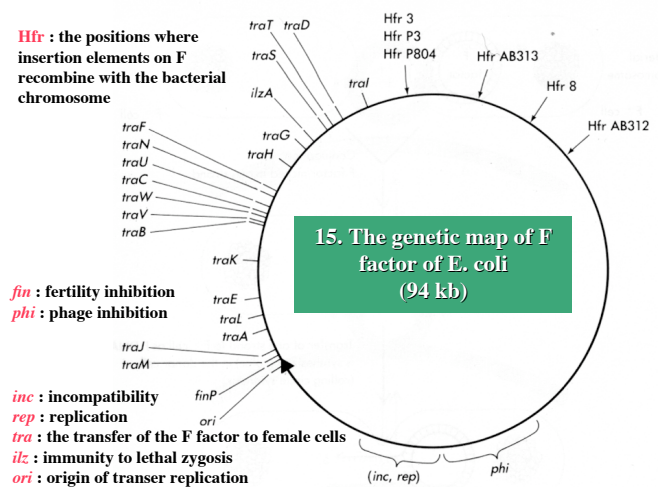 Hfr : the positions where
insertion elements on F
recombine with the bacterial
chromosome
traT
traD
traS
ilzA
traI
traG
traH
Hfr 3
Hfr P3
Hfr P804
Hfr AB313
Hfr 8
Hfr AB312
traF
traN
traU
traC
traW
traV
traB
traK
traE
traL
traA
traJ
traM
finP
ori
15. The genetic map of F
factor of E. coli
(94 kb)
fin : fertility inhibition
phi : phage inhibition
inc : incompatibility
rep : replication
tra : the transfer of the F factor to female cells
ilz : immunity to lethal zygosis
ori : origin of transer replication
(inc, rep)
phi